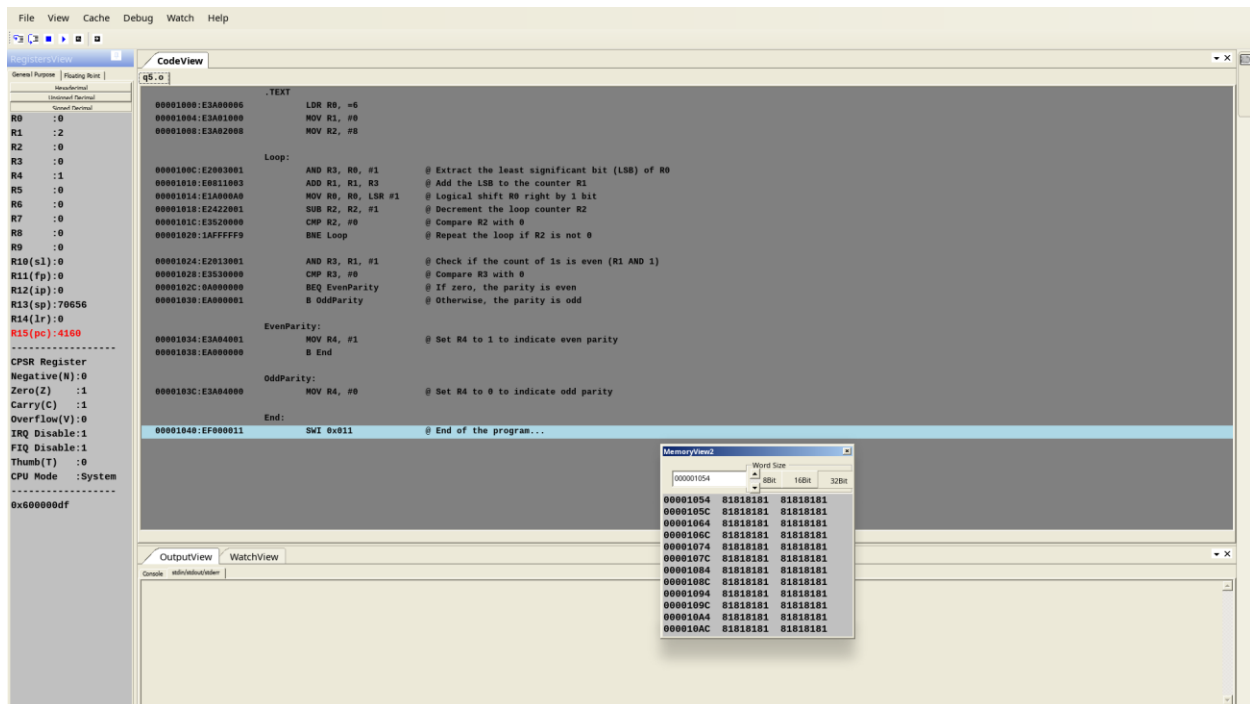 File View Cache Debug Watch Help
RegistersView
General Purpose Floating Point
Hexadecimal
Unsigned Decimal
Signed Decimal
R0 :0
R1 :2
R2 :0
R3 :0
R4 :1
R5 :0
R6 :0
R7 :0
R8 :0
R9 :0
R10(sl):0
R11(fp):0
R12(ip):0
R13(sp):70656
R14(lr):0
R15(pc):4160
------------------
CPSR Register
Negative(N):0
Zero(Z) :1
Carry(C) :1
Overflow(V):0
IRQ Disable:1
FIQ Disable:1
Thumb(T) :0
CPU Mode :System
------------------
0x600000df
CodeView
q5.o
.TEXT
00001000:E3A00006 LDR R0, =6
00001004:E3A01000 MOV R1, #0
00001008:E3A02008 MOV R2, #8
Loop:
0000100C:E2003001 AND R3, R0, #1 @ Extract the least significant bit (LSB) of R0
00001010:E0811003 ADD R1, R1, R3 @ Add the LSB to the counter R1
00001014:E1A000A0 MOV R0, R0, LSR #1 @ Logical shift R0 right by 1 bit
00001018:E2422001 SUB R2, R2, #1 @ Decrement the loop counter R2
0000101C:E3520000 CMP R2, #0 @ Compare R2 with 0
00001020:1AFFFFF9 BNE Loop @ Repeat the loop if R2 is not 0
00001024:E2013001 AND R3, R1, #1 @ Check if the count of 1s is even (R1 AND 1)
00001028:E3530000 CMP R3, #0 @ Compare R3 with 0
0000102C:0A000000 BEQ EvenParity @ If zero, the parity is even
00001030:EA000001 B OddParity @ Otherwise, the parity is odd
EvenParity:
00001034:E3A04001 MOV R4, #1 @ Set R4 to 1 to indicate even parity
00001038:EA000000 B End
OddParity:
0000103C:E3A04000 MOV R4, #0 @ Set R4 to 0 to indicate odd parity
End:
00001040:EF000011 SWI 0x011 @ End of the program...
MemoryView2
Word Size
000001054 8Bit 16Bit 32Bit
00001054 81818181 81818181
0000105C 81818181 81818181
00001064 81818181 81818181
0000106C 81818181 81818181
00001074 81818181 81818181
0000107C 81818181 81818181
00001084 81818181 81818181
0000108C 81818181 81818181
00001094 81818181 81818181
0000109C 81818181 81818181
000010A4 81818181 81818181
000010AC 81818181 81818181
OutputView WatchView
Console stdin/stdout/stderr